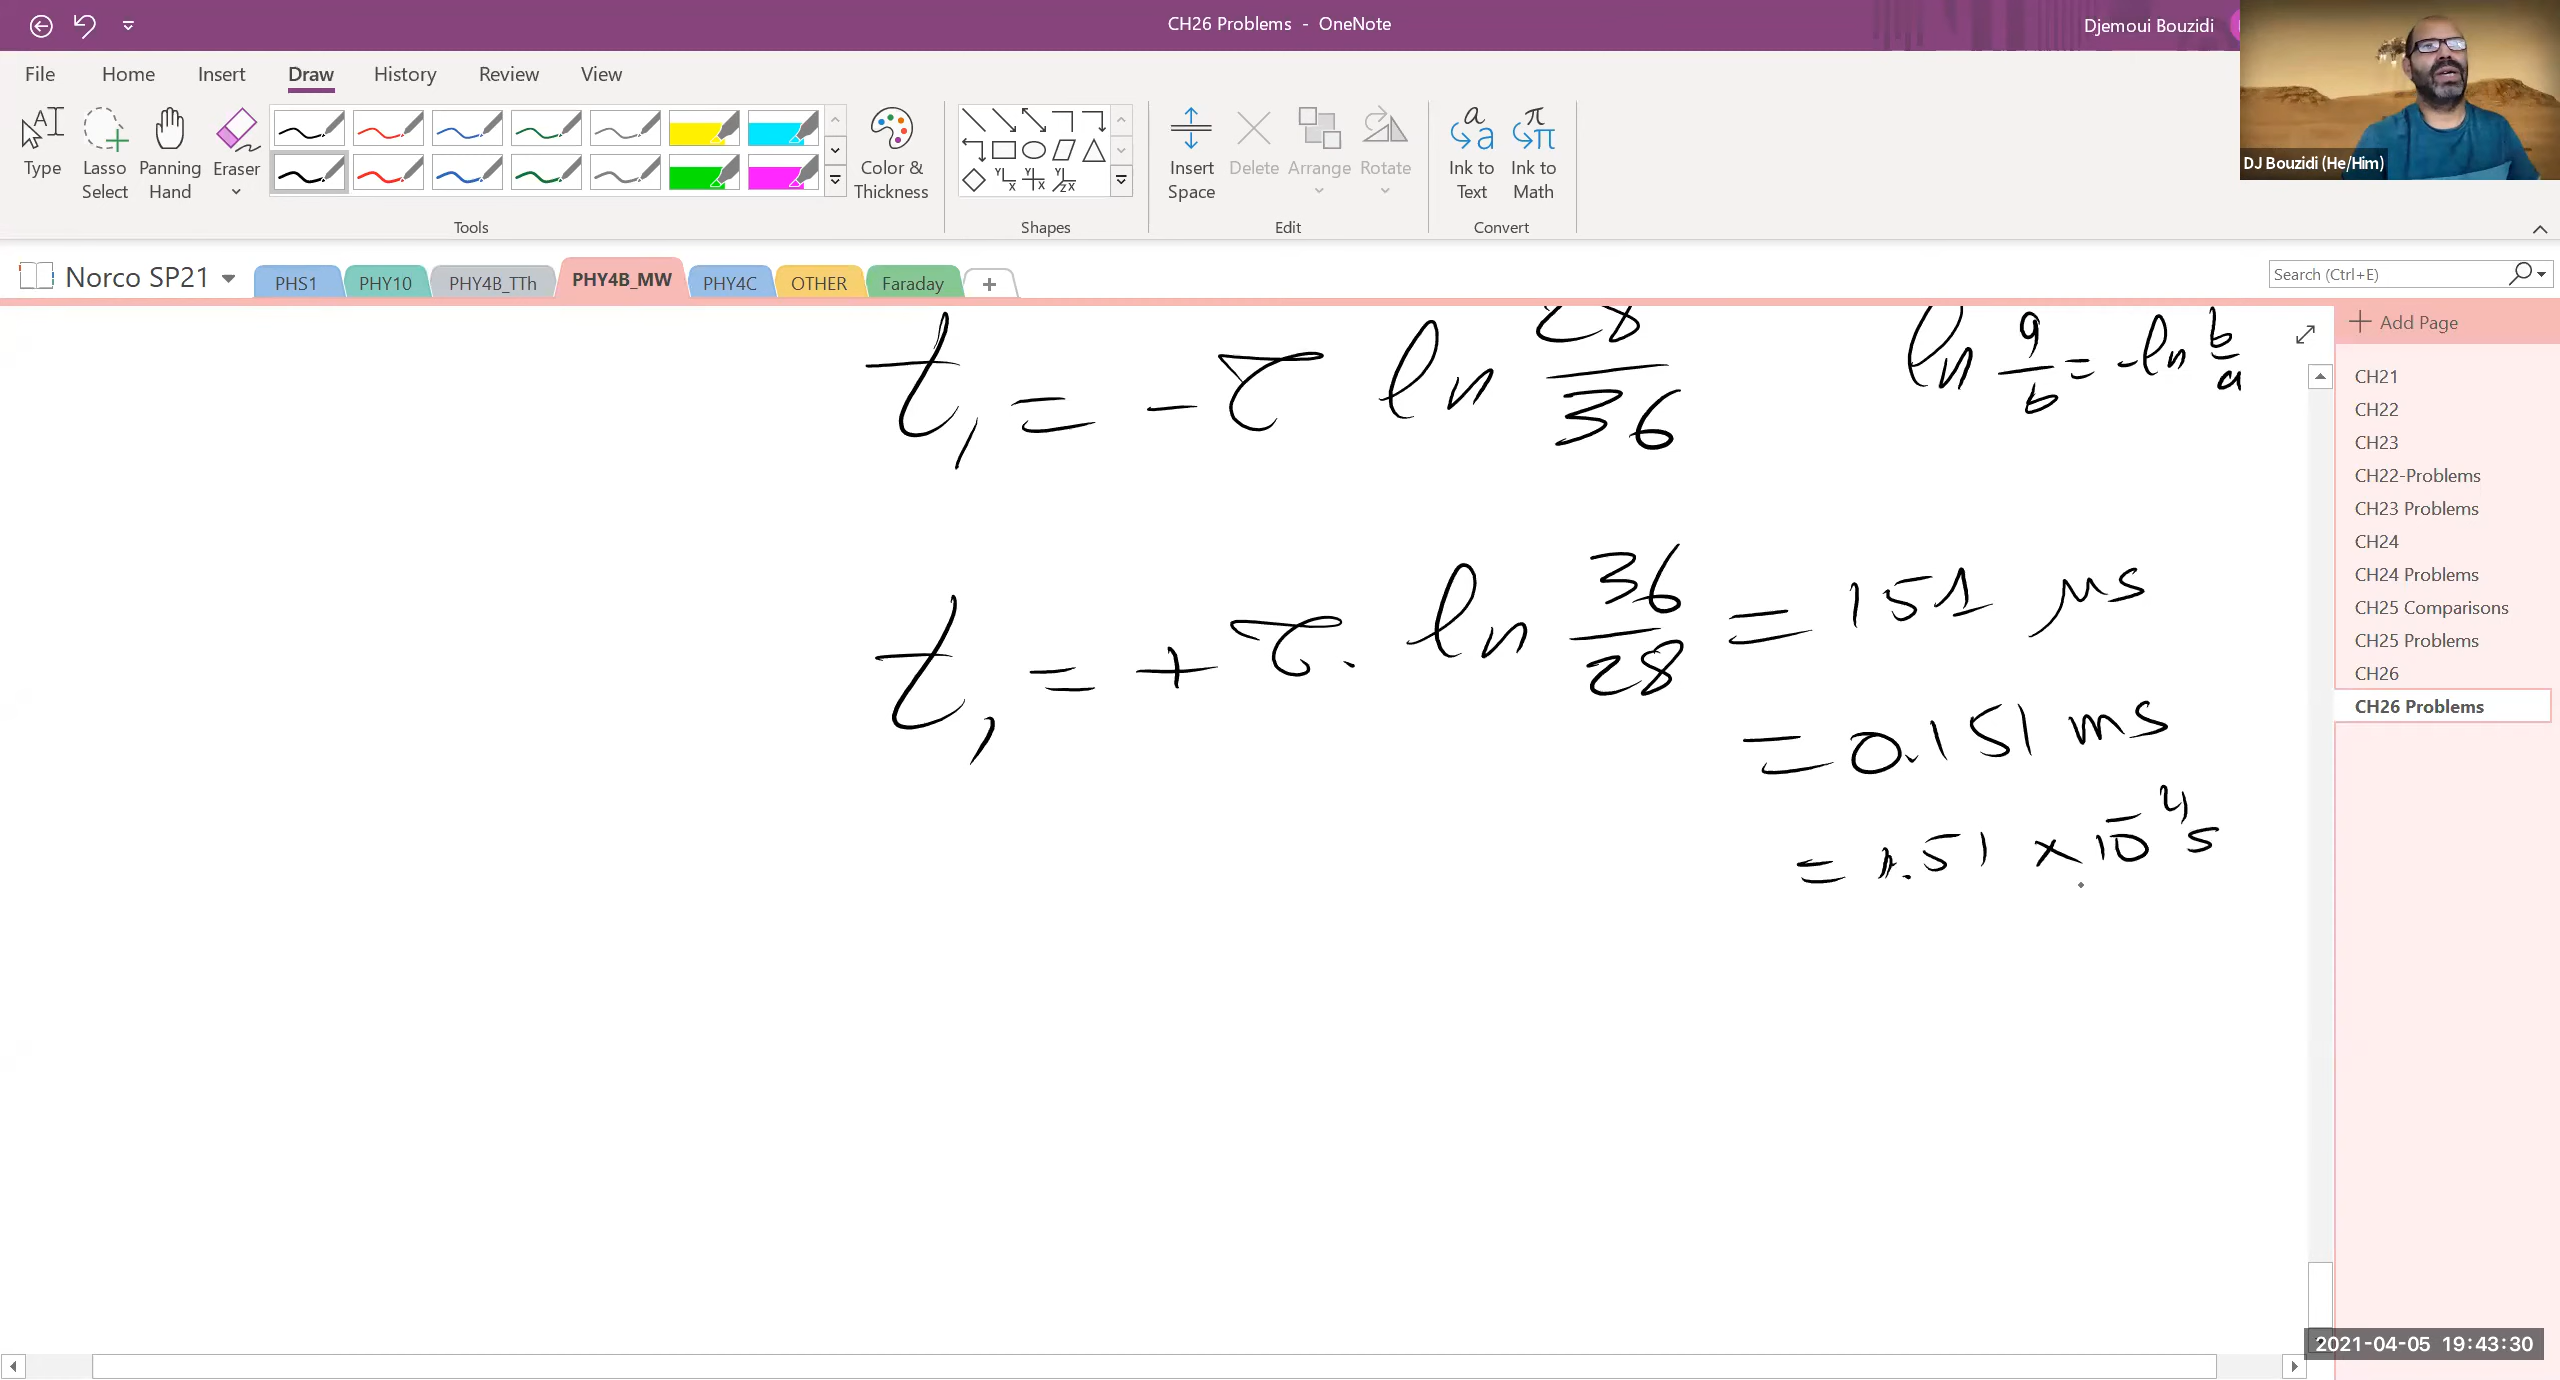 CH26 Problems - OneNote
Djemoui Bouzidi
File Home Insert Draw History Review View
Type
Lasso Select
Panning Hand
Eraser
Color & Thickness
Insert Space
Delete
Arrange
Rotate
Ink to Text
Ink to Math
Tools
Shapes
Edit
Convert
DJ Bouzidi (He/Him)
Norco SP21
PHS1 PHY10 PHY4B_TTh PHY4B_MW PHY4C OTHER Faraday
Search (Ctrl+E)
Add Page
CH21
CH22
CH23
CH22-Problems
CH23 Problems
CH24
CH24 Problems
CH25 Comparisons
CH25 Problems
CH26
CH26 Problems
t₁ = -τ ln 28/36
ln a/b = -ln b/a
t₁ = +τ. ln 36/28 = 151 μs
= 0.151 ms
= 1.51 × 10⁻⁴ s
2021-04-05 19:43:30